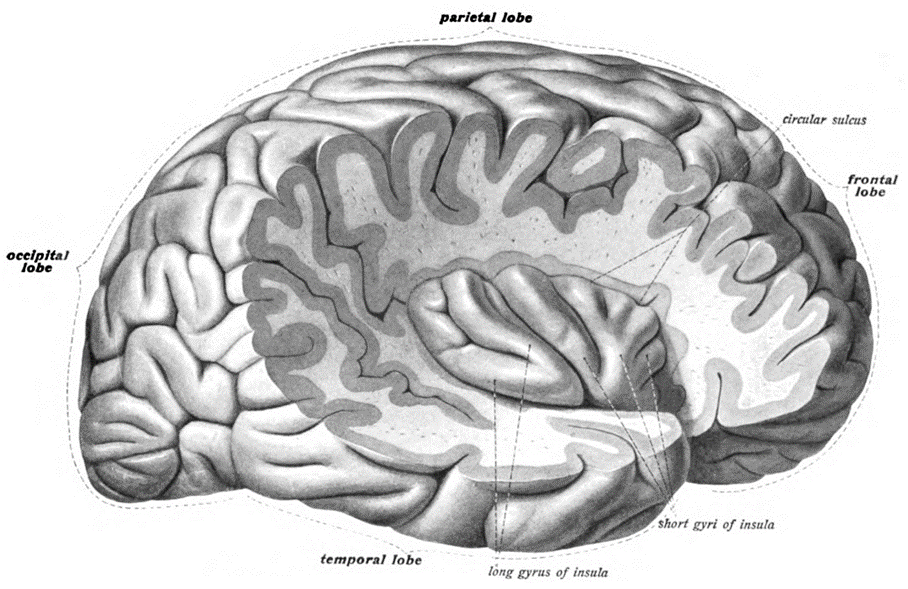 parietal lobe
circular sulcus
frontal
lobe
occipital
lobe
short gyri of insula
temporal lobe
long gyrus of insula